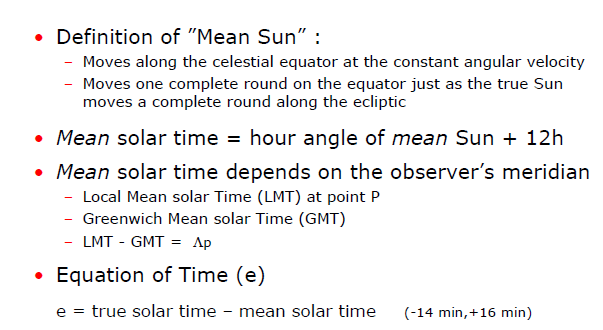 • Definition of ”Mean Sun” :
– Moves along the celestial equator at the constant angular velocity
– Moves one complete round on the equator just as the true Sun
moves a complete round along the ecliptic
• Mean solar time = hour angle of mean Sun + 12h
• Mean solar time depends on the observer’s meridian
– Local Mean solar Time (LMT) at point P
– Greenwich Mean solar Time (GMT)
– LMT - GMT = Λp
• Equation of Time (e)
e = true solar time – mean solar time (-14 min,+16 min)